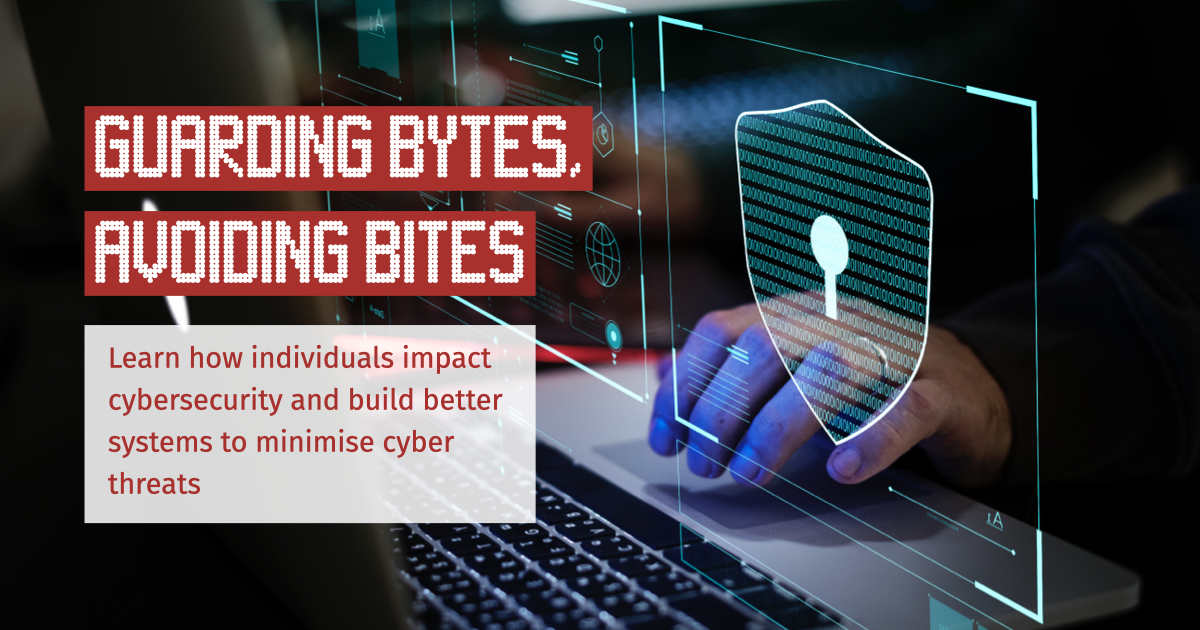 GUARDING BYTES,
AVOIDING BITES
Learn how individuals impact
cybersecurity and build better
systems to minimise cyber
threats